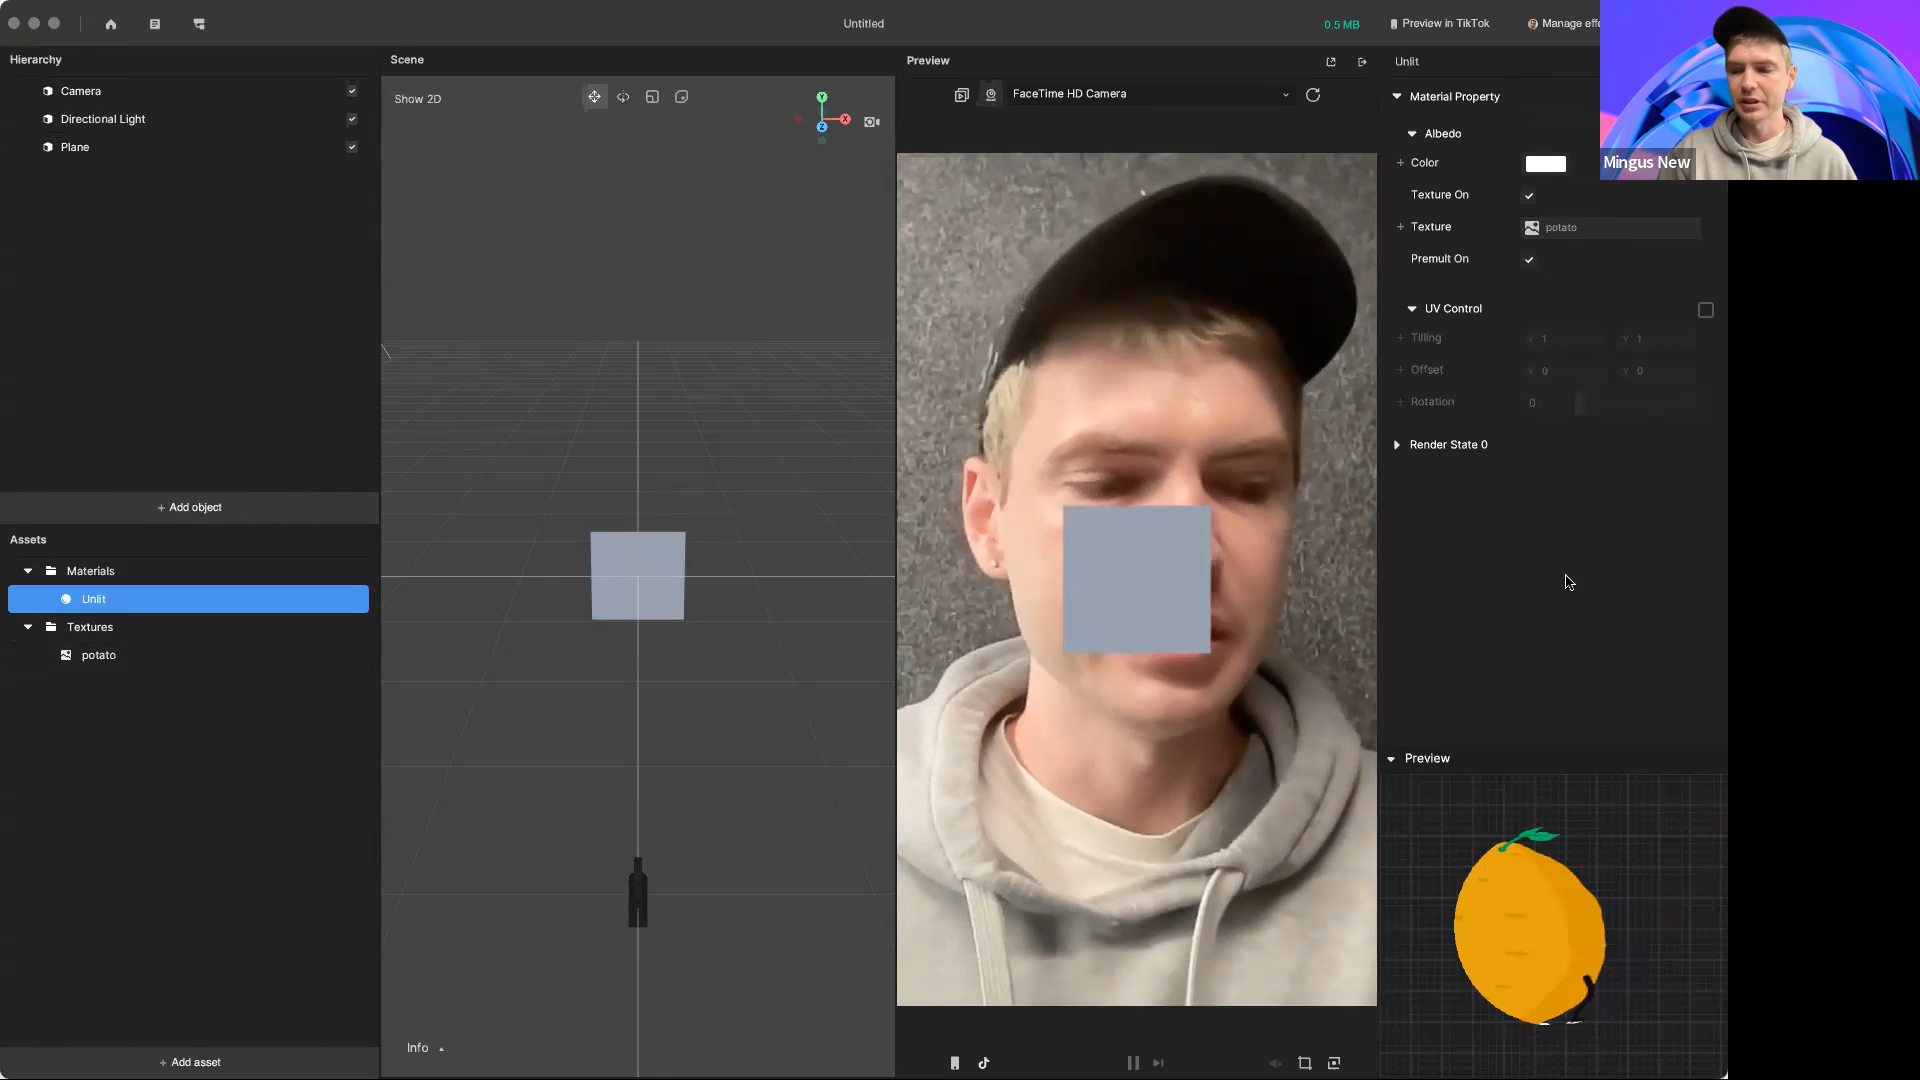 Untitled
0.5 MB
Preview in TikTok
Manage effe
Mingus New
Hierarchy
Camera
Directional Light
Plane
+ Add object
Assets
Materials
Unlit
Textures
potato
+ Add asset
Scene
Show 2D
Y
X
Z
Info
Preview
FaceTime HD Camera
Unlit
Material Property
Albedo
+ Color
Texture On
+ Texture potato
Premult On
UV Control
+ Tilling X 1 Y 1
+ Offset X 0 Y 0
+ Rotation 0
Render State 0
Preview